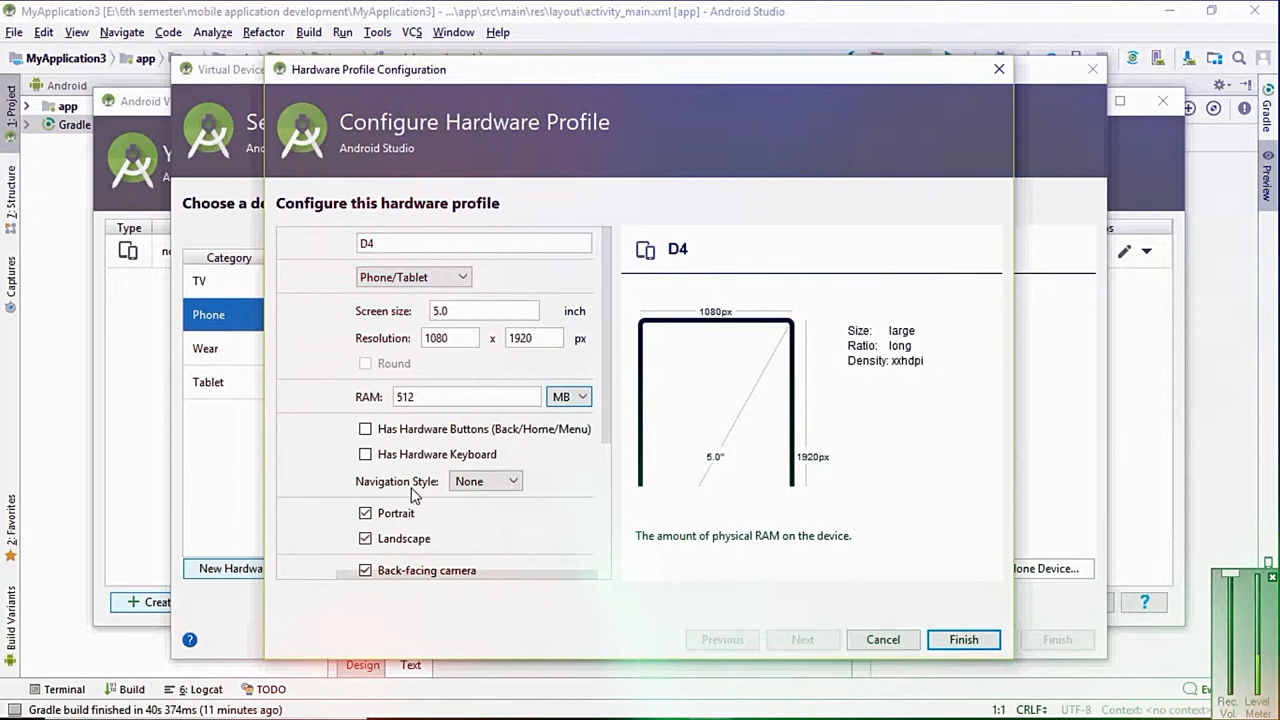 MyApplication3 [E:\6th semester\mobile application development\MyApplication3] - ...\app\src\main\res\layout\activity_main.xml [app] - Android Studio
File Edit View Navigate Code Analyze Refactor Build Run Tools VCS Window Help
MyApplication3 app
Android
1: Project
app
Gradle
Z: Structure
Captures
2: Favorites
Build Variants
Android V
Type
Virtual Device
Choose a de
Category
TV
Phone
Wear
Tablet
New Hardwa
Creat
Hardware Profile Configuration
Configure Hardware Profile
Android Studio
Configure this hardware profile
D4
Phone/Tablet
Screen size: 5.0 inch
Resolution: 1080 x 1920 px
Round
RAM: 512 MB
Has Hardware Buttons (Back/Home/Menu)
Has Hardware Keyboard
Navigation Style: None
Portrait
Landscape
Back-facing camera
D4
1080px
5.0"
1920px
Size: large
Ratio: long
Density: xxhdpi
The amount of physical RAM on the device.
Previous Next Cancel Finish
lone Device...
?
Finish
?
Gradle
Preview
Design Text
Terminal Build 6: Logcat TODO Ev
Gradle build finished in 40s 374ms (11 minutes ago) 1:1 CRLF UTF-8 Context: <no context>
Rec. Vol.
Level Meter